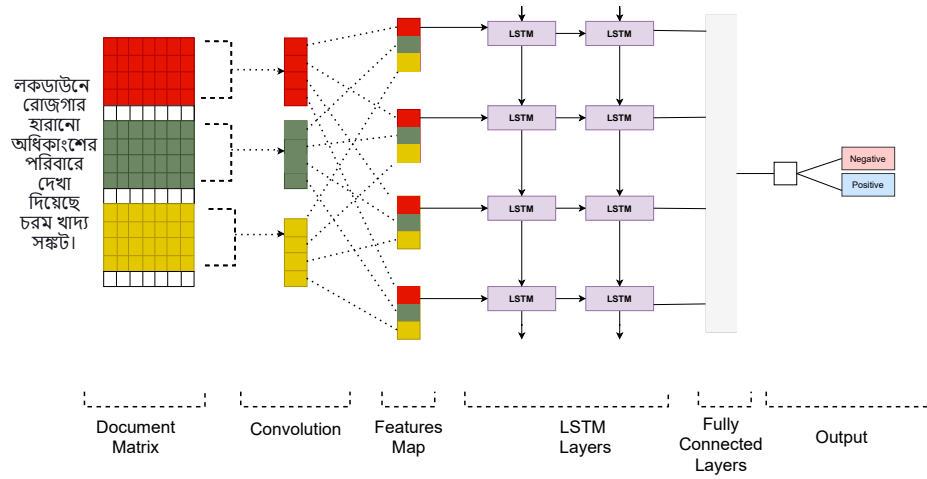 লকডাউনে
রোজগার
হারানো
অধিকাংশের
পরিবারে
দেখা
দিয়েছে
চরম খাদ্য
সঙ্কট।
LSTM LSTM
LSTM LSTM
LSTM LSTM
LSTM LSTM
Negative
Positive
Document
Matrix
Convolution
Features
Map
LSTM
Layers
Fully
Connected
Layers
Output